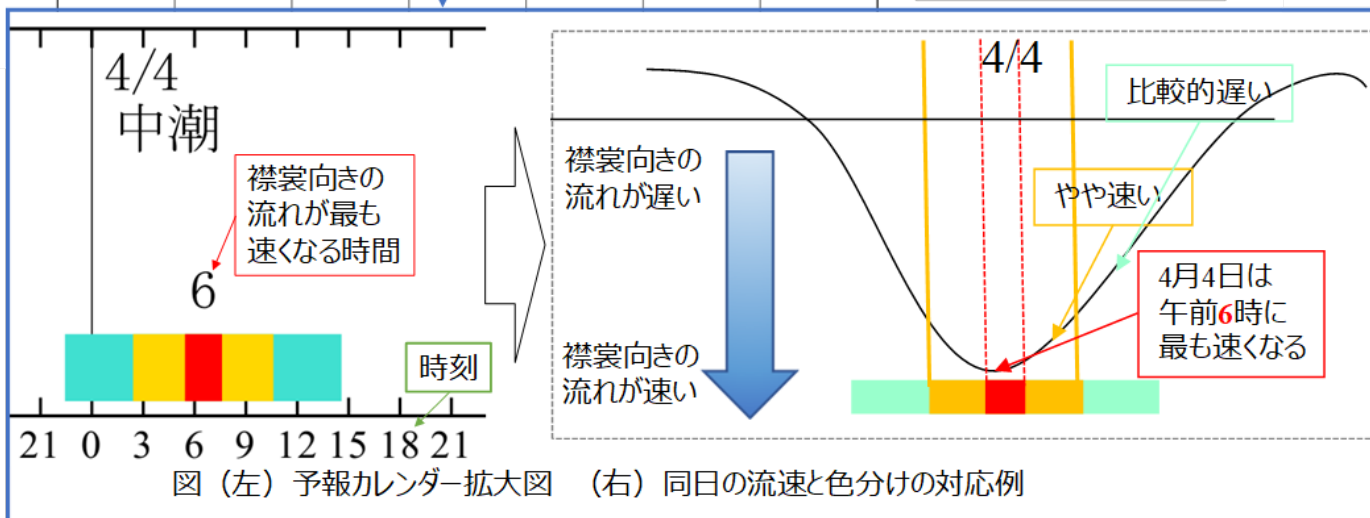 4/4
中潮
襟裳向きの
流れが最も
速くなる時間
6
時刻
21 0 3 6 9 12 15 18 21
4/4
比較的遅い
襟裳向きの
流れが遅い
やや速い
4月4日は
午前6時に
最も速くなる
襟裳向きの
流れが速い
図（左）予報カレンダー拡大図 （右）同日の流速と色分けの対応例